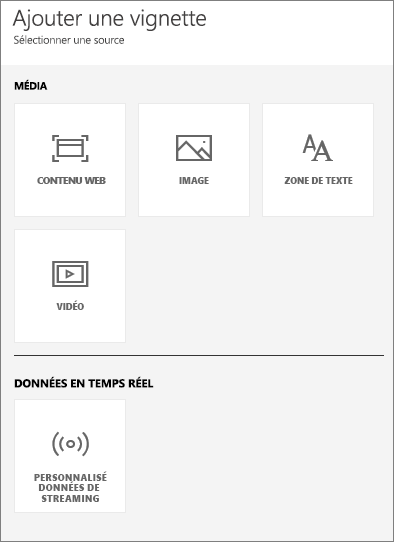 Ajouter une vignette
Sélectionner une source
MÉDIA
CONTENU WEB
IMAGE
ZONE DE TEXTE
VIDÉO
DONNÉES EN TEMPS RÉEL
PERSONNALISÉ
DONNÉES DE
STREAMING